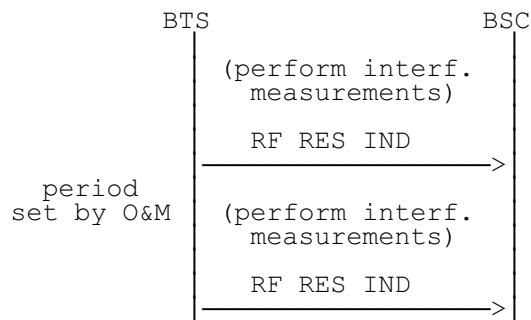 BTS BSC
(perform interf.
measurements)
RF RES IND
period
set by O&M
(perform interf.
measurements)
RF RES IND